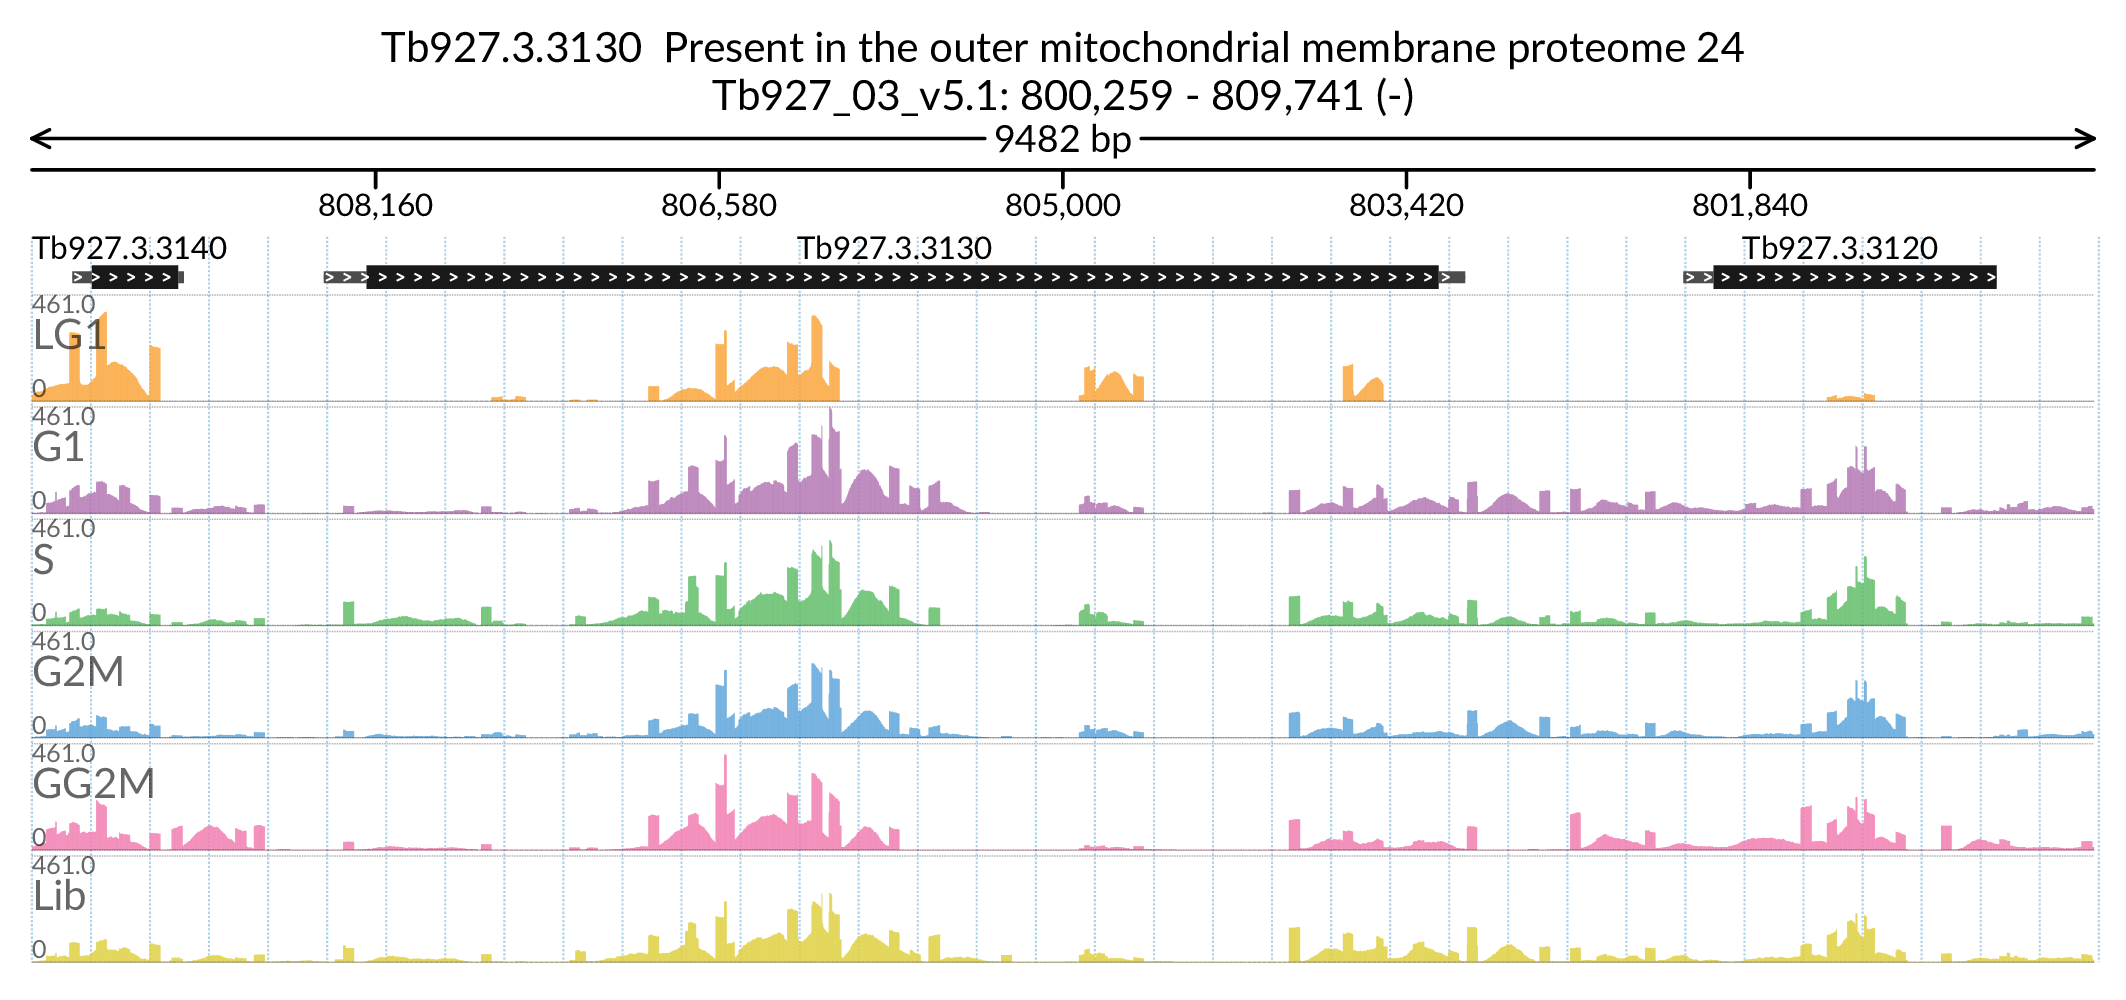 Tb927.3.3130  Present in the outer mitochondrial membrane proteome 24
Tb927_03_v5.1: 800,259 - 809,741 (-)
9482 bp
808,160 806,580 805,000 803,420 801,840
Tb927.3.3140 Tb927.3.3130 Tb927.3.3120
461.0
LG1
0
461.0
G1
0
461.0
S
0
461.0
G2M
0
461.0
GG2M
0
461.0
Lib
0